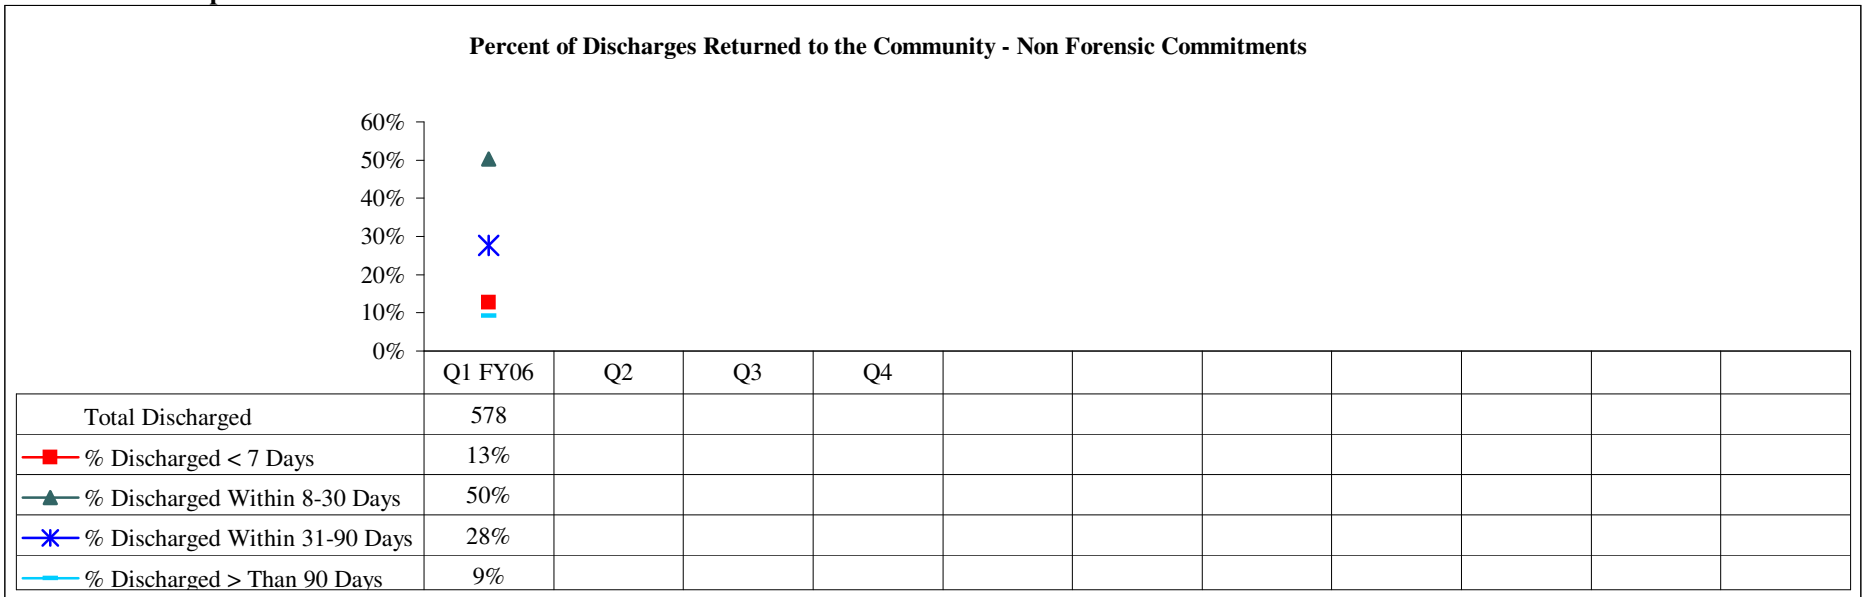 Percent of Discharges Returned to the Community - Non Forensic Commitments
60%
50%
40%
30%
20%
10%
0%
Q1 FY06 Q2 Q3 Q4
Total Discharged 578
% Discharged < 7 Days 13%
% Discharged Within 8-30 Days 50%
% Discharged Within 31-90 Days 28%
% Discharged > Than 90 Days 9%